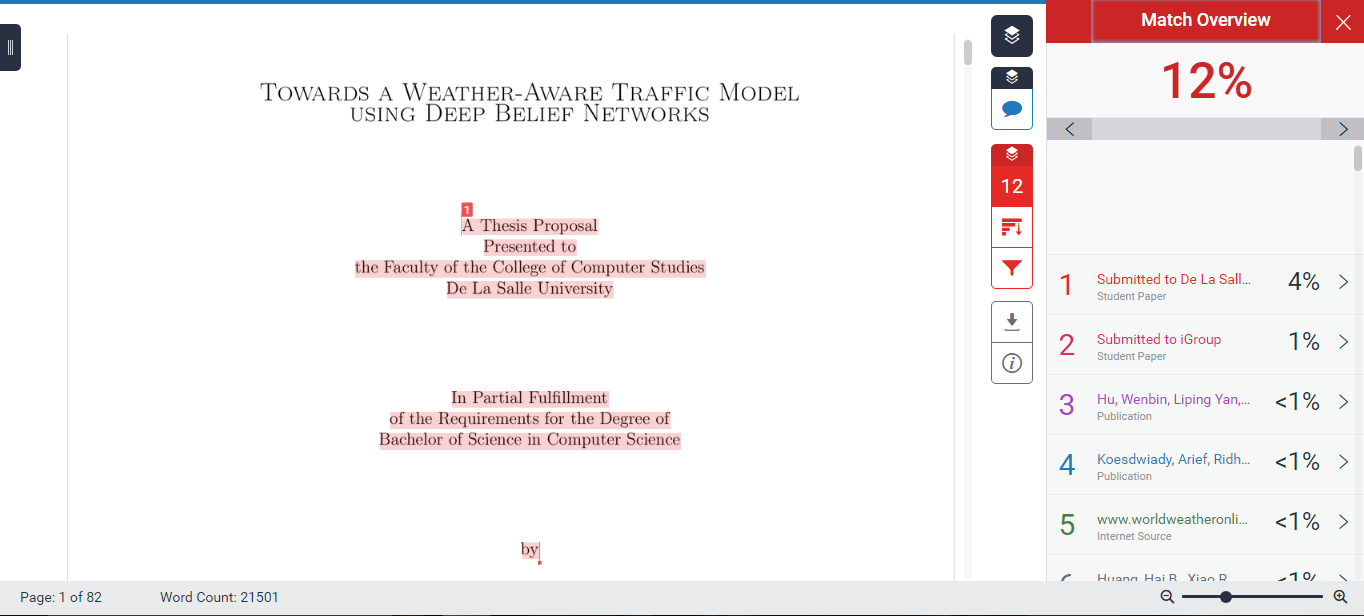 TOWARDS A WEATHER-AWARE TRAFFIC MODEL
USING DEEP BELIEF NETWORKS
1
A Thesis Proposal
Presented to
the Faculty of the College of Computer Studies
De La Salle University
In Partial Fulfillment
of the Requirements for the Degree of
Bachelor of Science in Computer Science
by
Page: 1 of 82
Word Count: 21501
12
Match Overview
12%
1 Submitted to De La Sall... 4%
Student Paper
2 Submitted to iGroup 1%
Student Paper
3 Hu, Wenbin, Liping Yan,... <1%
Publication
4 Koesdwiady, Arief, Ridh... <1%
Publication
5 www.worldweatheronli... <1%
Internet Source
6 Huang, Hai B., Xiao R. <1%